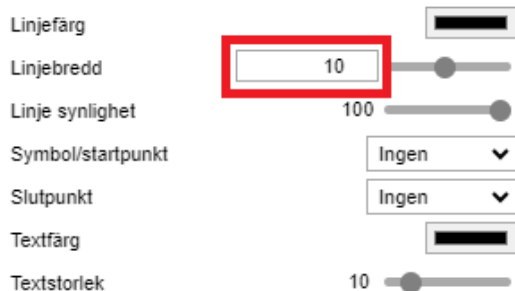 Linjefärg
Linjebredd 10
Linje synlighet 100
Symbol/startpunkt Ingen
Slutpunkt Ingen
Textfärg
Textstorlek 10